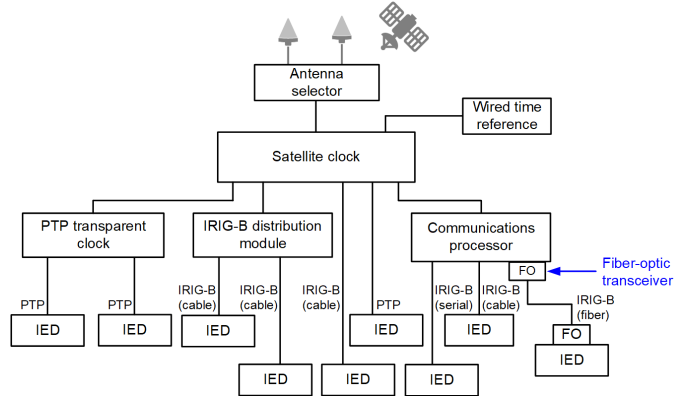 Antenna
selector
Wired time
reference
Satellite clock
PTP transparent
clock
IRIG-B distribution
module
Communications
processor
FO
Fiber-optic
transceiver
PTP
PTP
IRIG-B
(cable)
IRIG-B
(cable)
IRIG-B
(cable)
PTP
IRIG-B
(serial)
IRIG-B
(cable)
IRIG-B
(fiber)
IED
IED
IED
IED
IED
FO
IED
IED
IED
IED